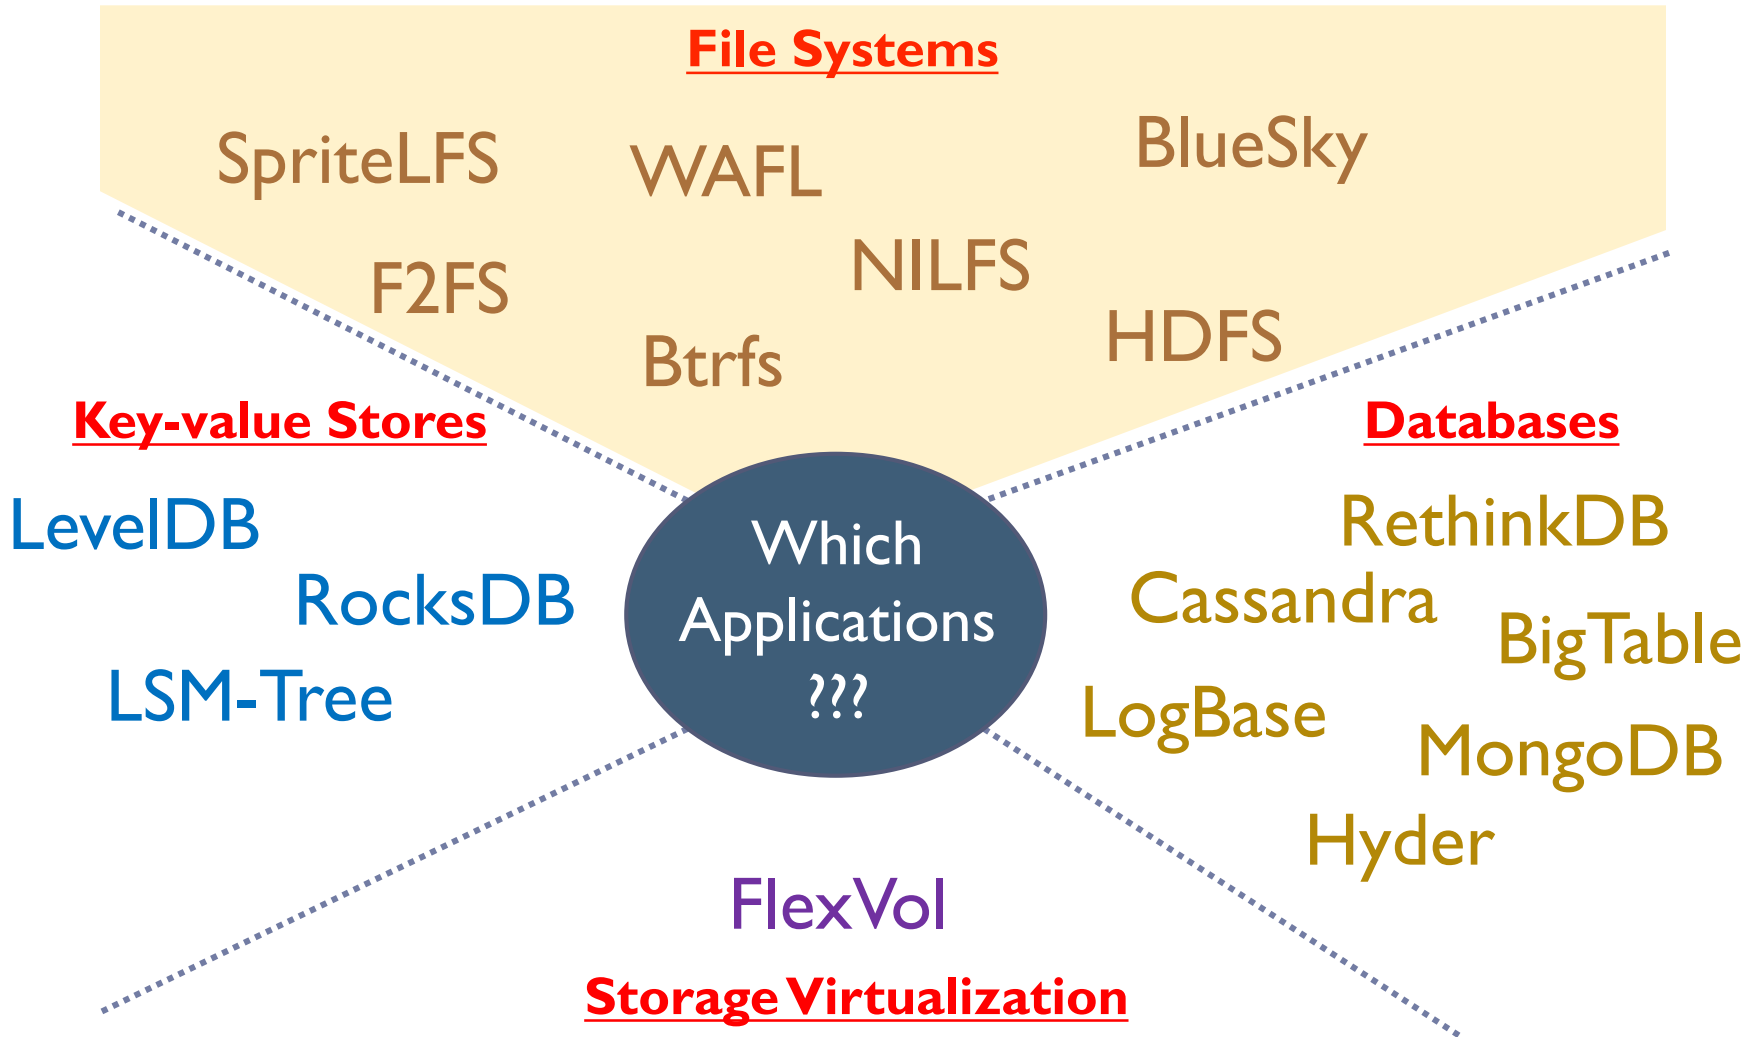 File Systems
SpriteLFS
WAFL
BlueSky
F2FS
NILFS
Btrfs
HDFS
Key-value Stores
LevelDB
RocksDB
LSM-Tree
Which
Applications
???
Databases
RethinkDB
Cassandra
BigTable
LogBase
MongoDB
Hyder
FlexVol
Storage Virtualization